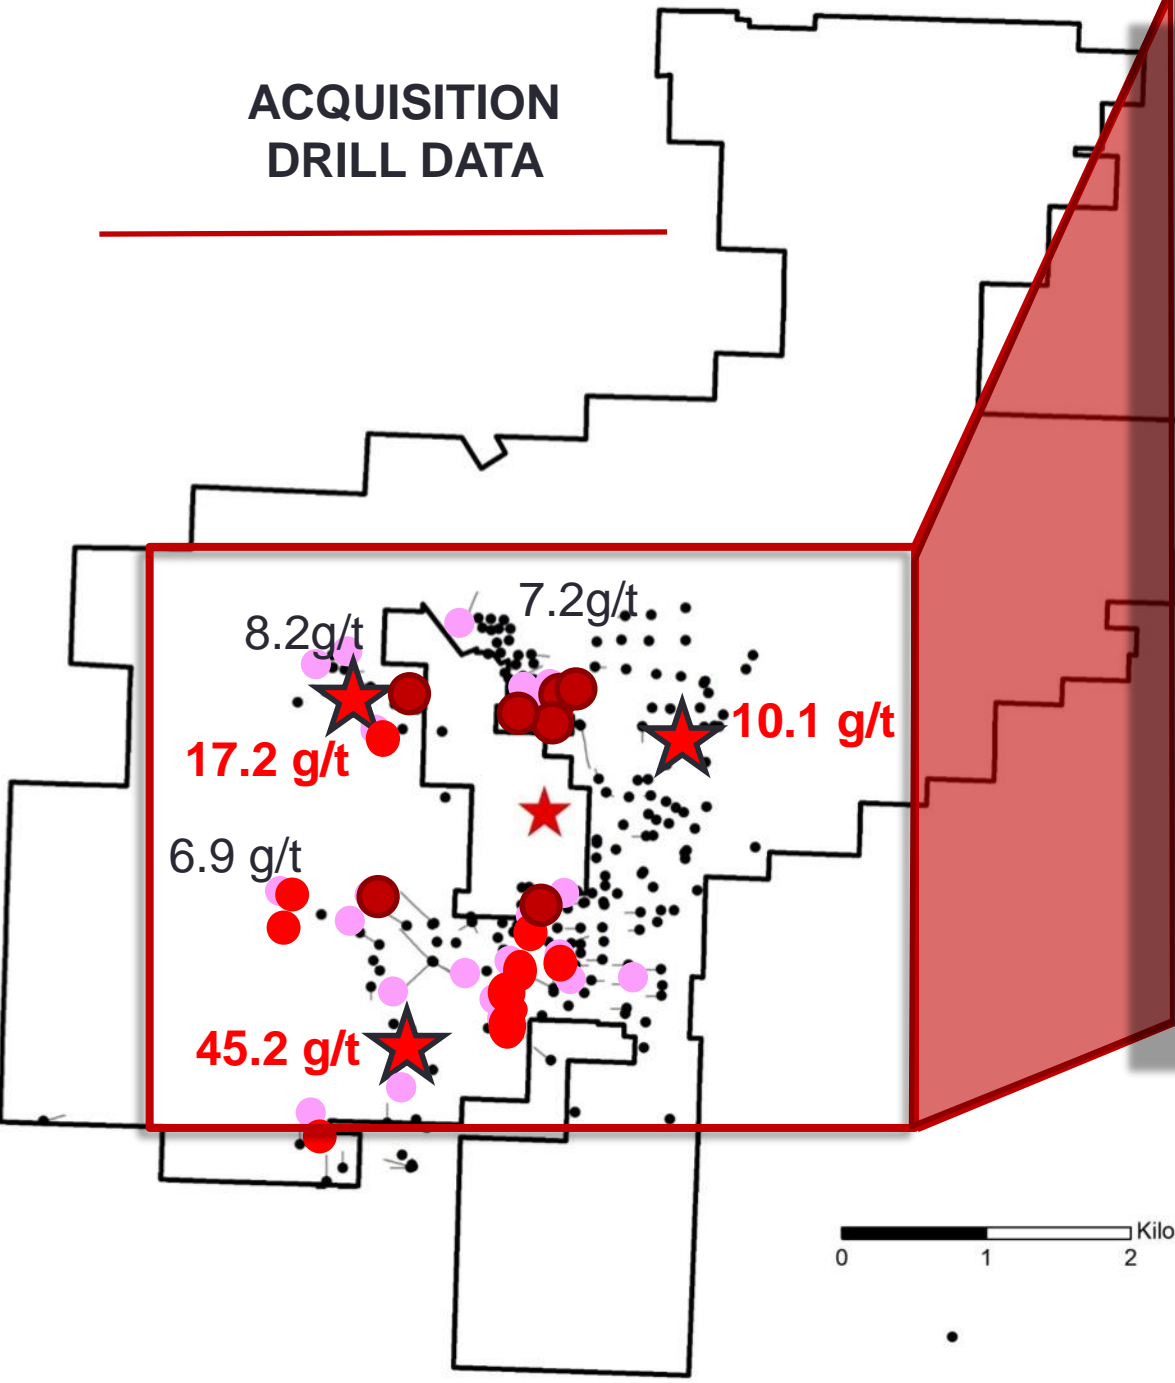 ACQUISITION
DRILL DATA
7.2g/t
8.2g/t
10.1 g/t
17.2 g/t
6.9 g/t
45.2 g/t
Kilo
0 1 2